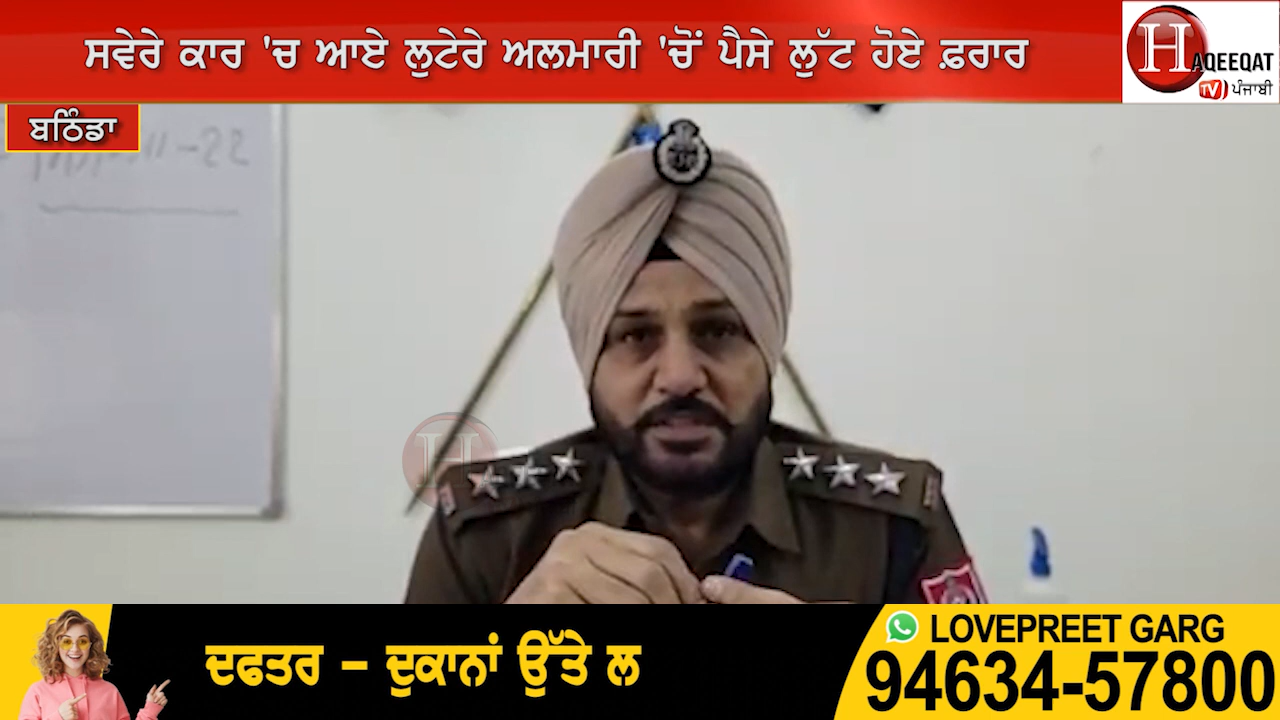 ਸਵੇਰੇ ਕਾਰ 'ਚ ਆਏ ਲੁਟੇਰੇ ਅਲਮਾਰੀ 'ਚੋਂ ਪੈਸੇ ਲੁੱਟ ਹੋਏ ਫ਼ਰਾਰ
HAQEEQAT
TV ਪੰਜਾਬੀ
ਬਠਿੰਡਾ
H
ਦਫਤਰ – ਦੁਕਾਨਾਂ ਉੱਤੇ ਲ
LOVEPREET GARG
94634-57800